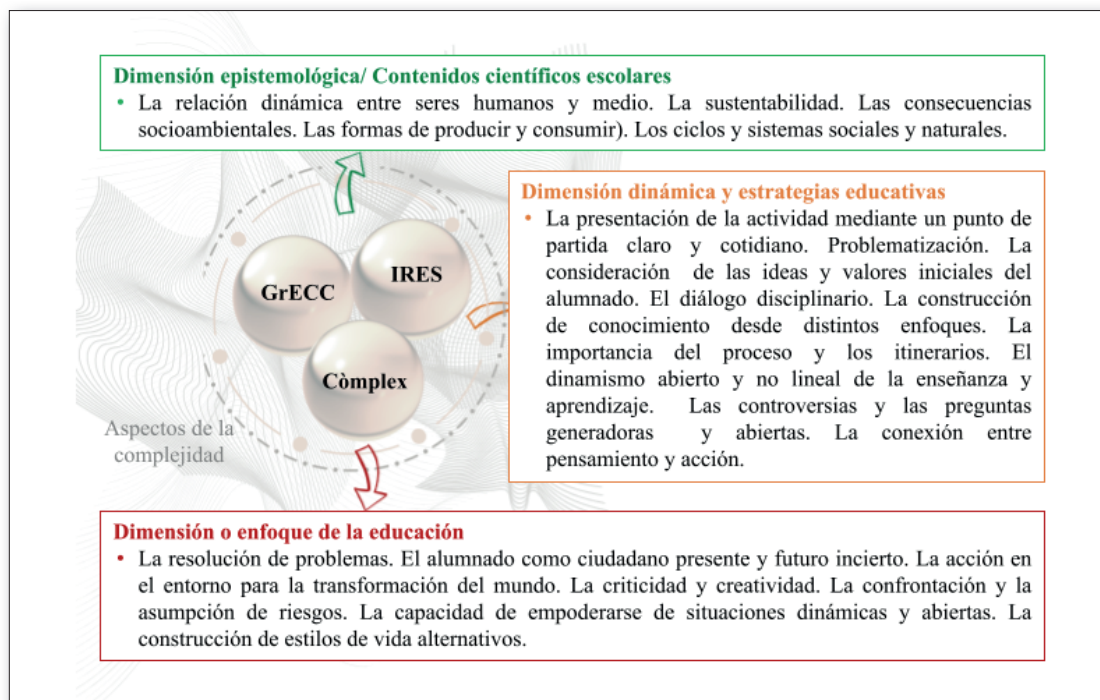 Dimensión epistemológica/ Contenidos científicos escolares
• La relación dinámica entre seres humanos y medio. La sustentabilidad. Las consecuencias
socioambientales. Las formas de producir y consumir). Los ciclos y sistemas sociales y naturales.
Dimensión dinámica y estrategias educativas
• La presentación de la actividad mediante un punto de
partida claro y cotidiano. Problematización. La
consideración de las ideas y valores iniciales del
alumnado. El diálogo disciplinario. La construcción
de conocimiento desde distintos enfoques. La
importancia del proceso y los itinerarios. El
dinamismo abierto y no lineal de la enseñanza y
aprendizaje. Las controversias y las preguntas
generadoras y abiertas. La conexión entre
pensamiento y acción.
GrECC
IRES
Còmplex
Aspectos de la
complejidad
Dimensión o enfoque de la educación
• La resolución de problemas. El alumnado como ciudadano presente y futuro incierto. La acción en
el entorno para la transformación del mundo. La criticidad y creatividad. La confrontación y la
asumpción de riesgos. La capacidad de empoderarse de situaciones dinámicas y abiertas. La
construcción de estilos de vida alternativos.